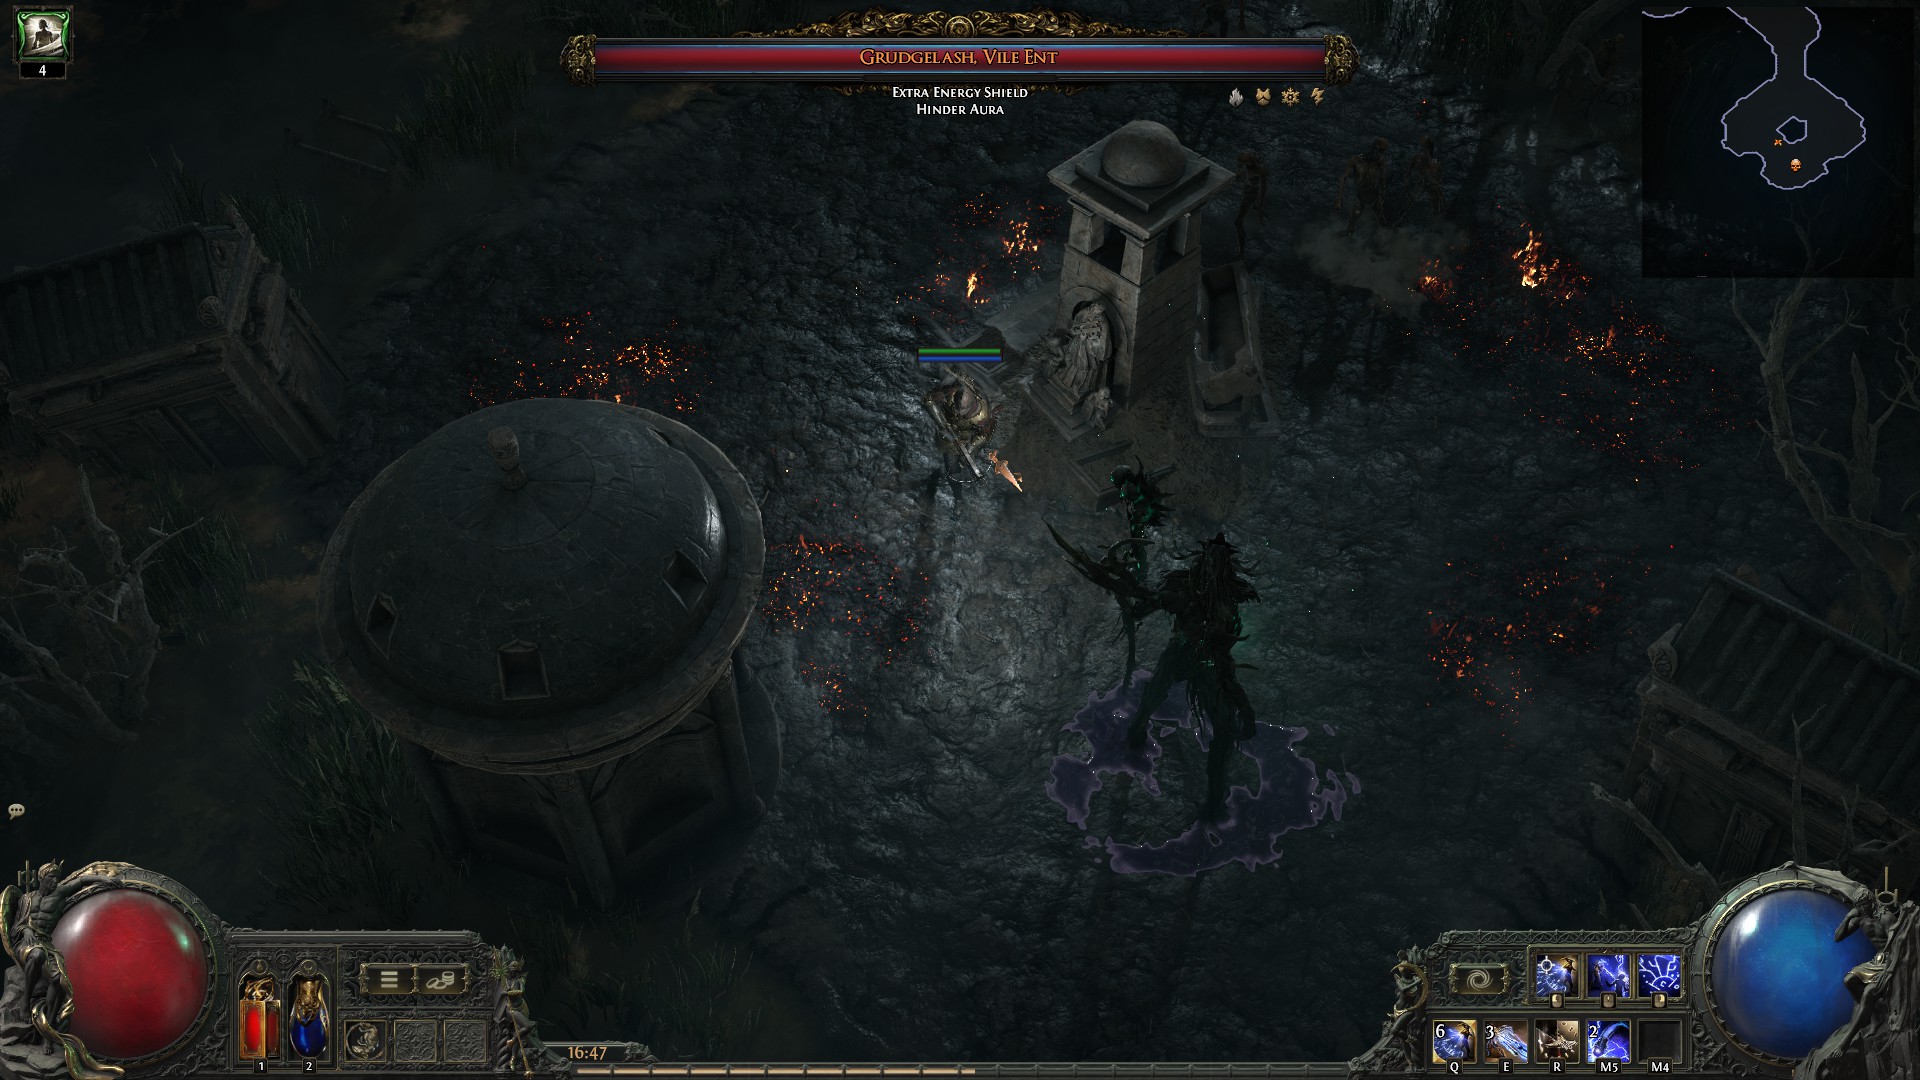 4
Grudgelash, Vile Ent
Extra Energy Shield
Hinder Aura
1
2
16:47
6
3
2
Q
E
R
M5
M4